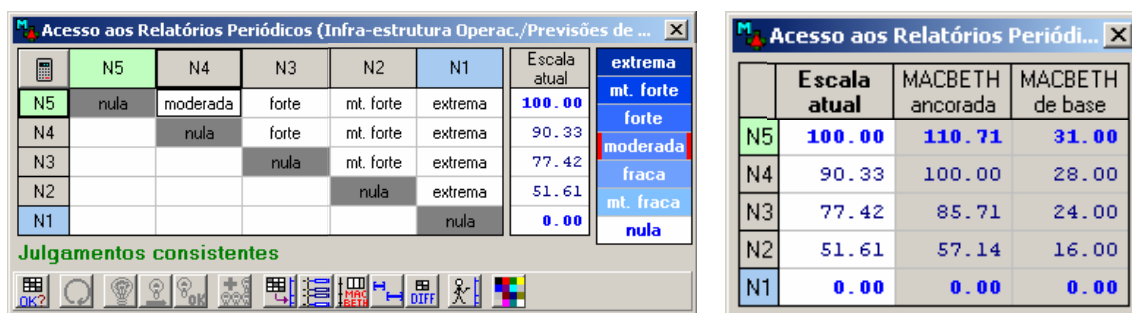 Acesso aos Relatórios Periódicos (Infra-estrutura Operac./Previsões de ...
N5 N4 N3 N2 N1 Escala atual
N5 nula moderada forte mt. forte extrema 100.00
N4 nula forte mt. forte extrema 90.33
N3 nula mt. forte extrema 77.42
N2 nula extrema 51.61
N1 nula 0.00
extrema
mt. forte
forte
moderada
fraca
mt. fraca
nula
Julgamentos consistentes
OK? OK MAC BETH DIFF
Acesso aos Relatórios Periódi...
Escala atual MACBETH ancorada MACBETH de base
N5 100.00 110.71 31.00
N4 90.33 100.00 28.00
N3 77.42 85.71 24.00
N2 51.61 57.14 16.00
N1 0.00 0.00 0.00